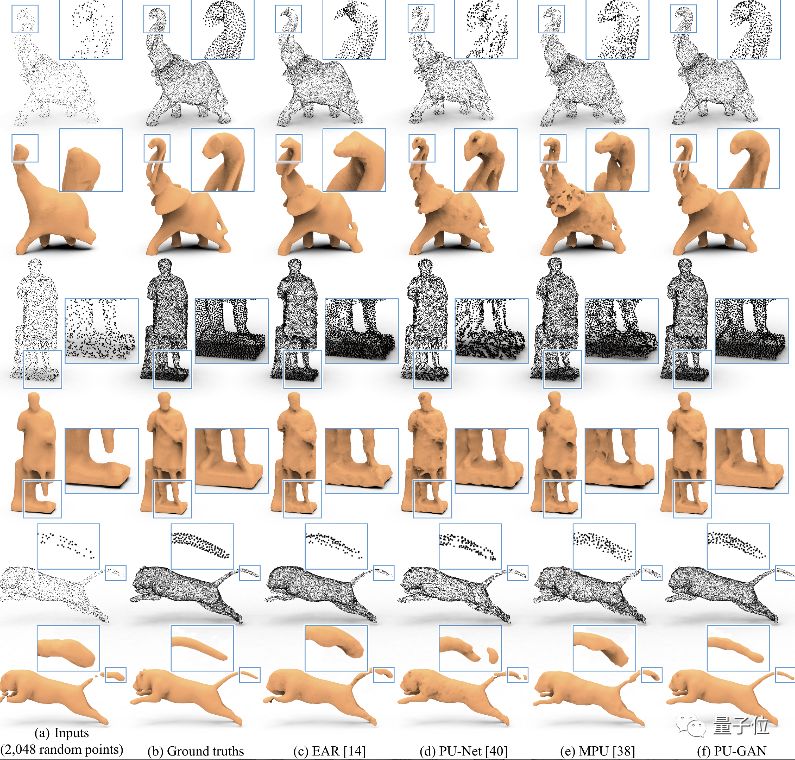 (a) Inputs
(2,048 random points)
(b) Ground truths
(c) EAR [14]
(d) PU-Net [40]
(e) MPU [38]
(f) PU-GAN
量子位